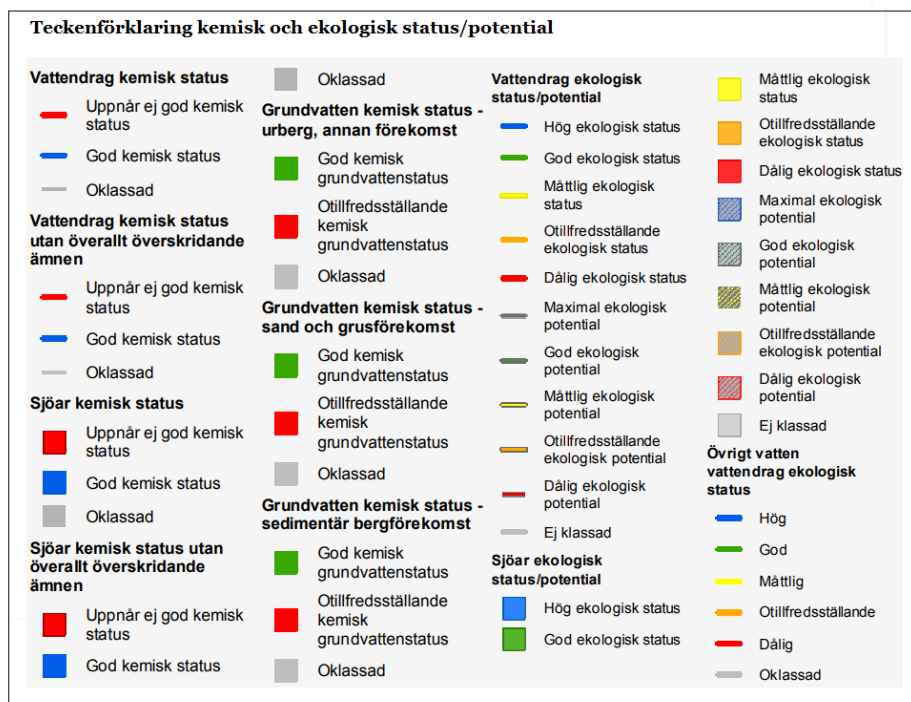 Teckenförklaring kemisk och ekologisk status/potential
Vattendrag kemisk status
Uppnår ej god kemisk
status
God kemisk status
Oklassad
Vattendrag kemisk status
utan överallt överskridande
ämnen
Uppnår ej god kemisk
status
God kemisk status
Oklassad
Sjöar kemisk status
Uppnår ej god kemisk
status
God kemisk status
Oklassad
Sjöar kemisk status utan
överallt överskridande
ämnen
Uppnår ej god kemisk
status
God kemisk status
Oklassad
Grundvatten kemisk status -
urberg, annan förekomst
God kemisk
grundvattenstatus
Otillfredsställande
kemisk
grundvattenstatus
Oklassad
Grundvatten kemisk status -
sand och grusförekomst
God kemisk
grundvattenstatus
Otillfredsställande
kemisk
grundvattenstatus
Oklassad
Grundvatten kemisk status -
sedimentär bergförekomst
God kemisk
grundvattenstatus
Otillfredsställande
kemisk
grundvattenstatus
Oklassad
Vattendrag ekologisk
status/potential
Hög ekologisk status
God ekologisk status
Måttlig ekologisk
status
Otillfredsställande
ekologisk status
Dålig ekologisk status
Maximal ekologisk
potential
God ekologisk
potential
Måttlig ekologisk
potential
Otillfredsställande
ekologisk potential
Dålig ekologisk
potential
Ej klassad
Sjöar ekologisk
status/potential
Hög ekologisk status
God ekologisk status
Måttlig ekologisk
status
Otillfredsställande
ekologisk status
Dålig ekologisk status
Maximal ekologisk
potential
God ekologisk
potential
Måttlig ekologisk
potential
Otillfredsställande
ekologisk potential
Dålig ekologisk
potential
Ej klassad
Övrigt vatten
vattendrag ekologisk
status
Hög
God
Måttlig
Otillfredsställande
Dålig
Oklassad